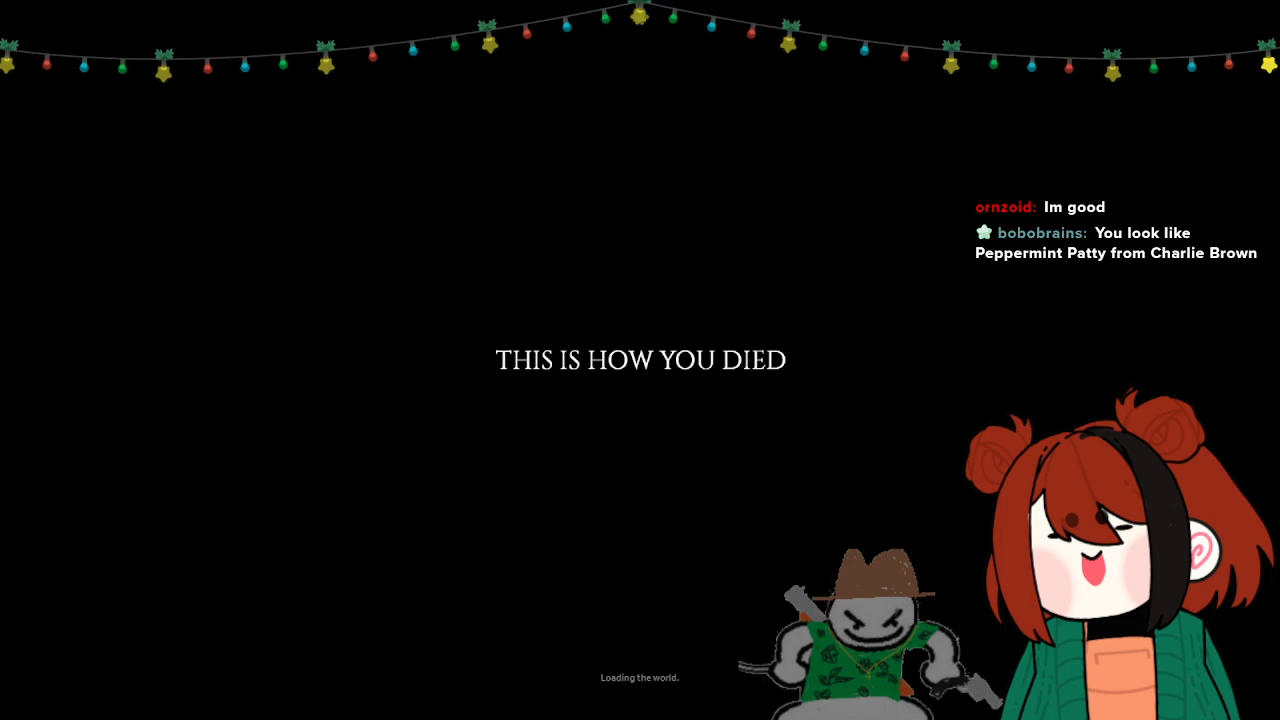 ornzoid: Im good
bobobrains: You look like
Peppermint Patty from Charlie Brown
THIS IS HOW YOU DIED
Loading the world.